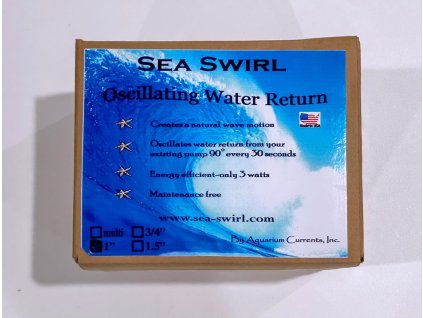 SEA SWIRL
Oscillating Water Return
Creates a natural wave motion
Oscillates water return from your
existing pump 90° every 30 seconds
Energy efficient-only 3 watts
Maintenance free
www.sea-swirl.com
multi 3/4"
1" 1.5"
By Aquarium Currents, Inc.